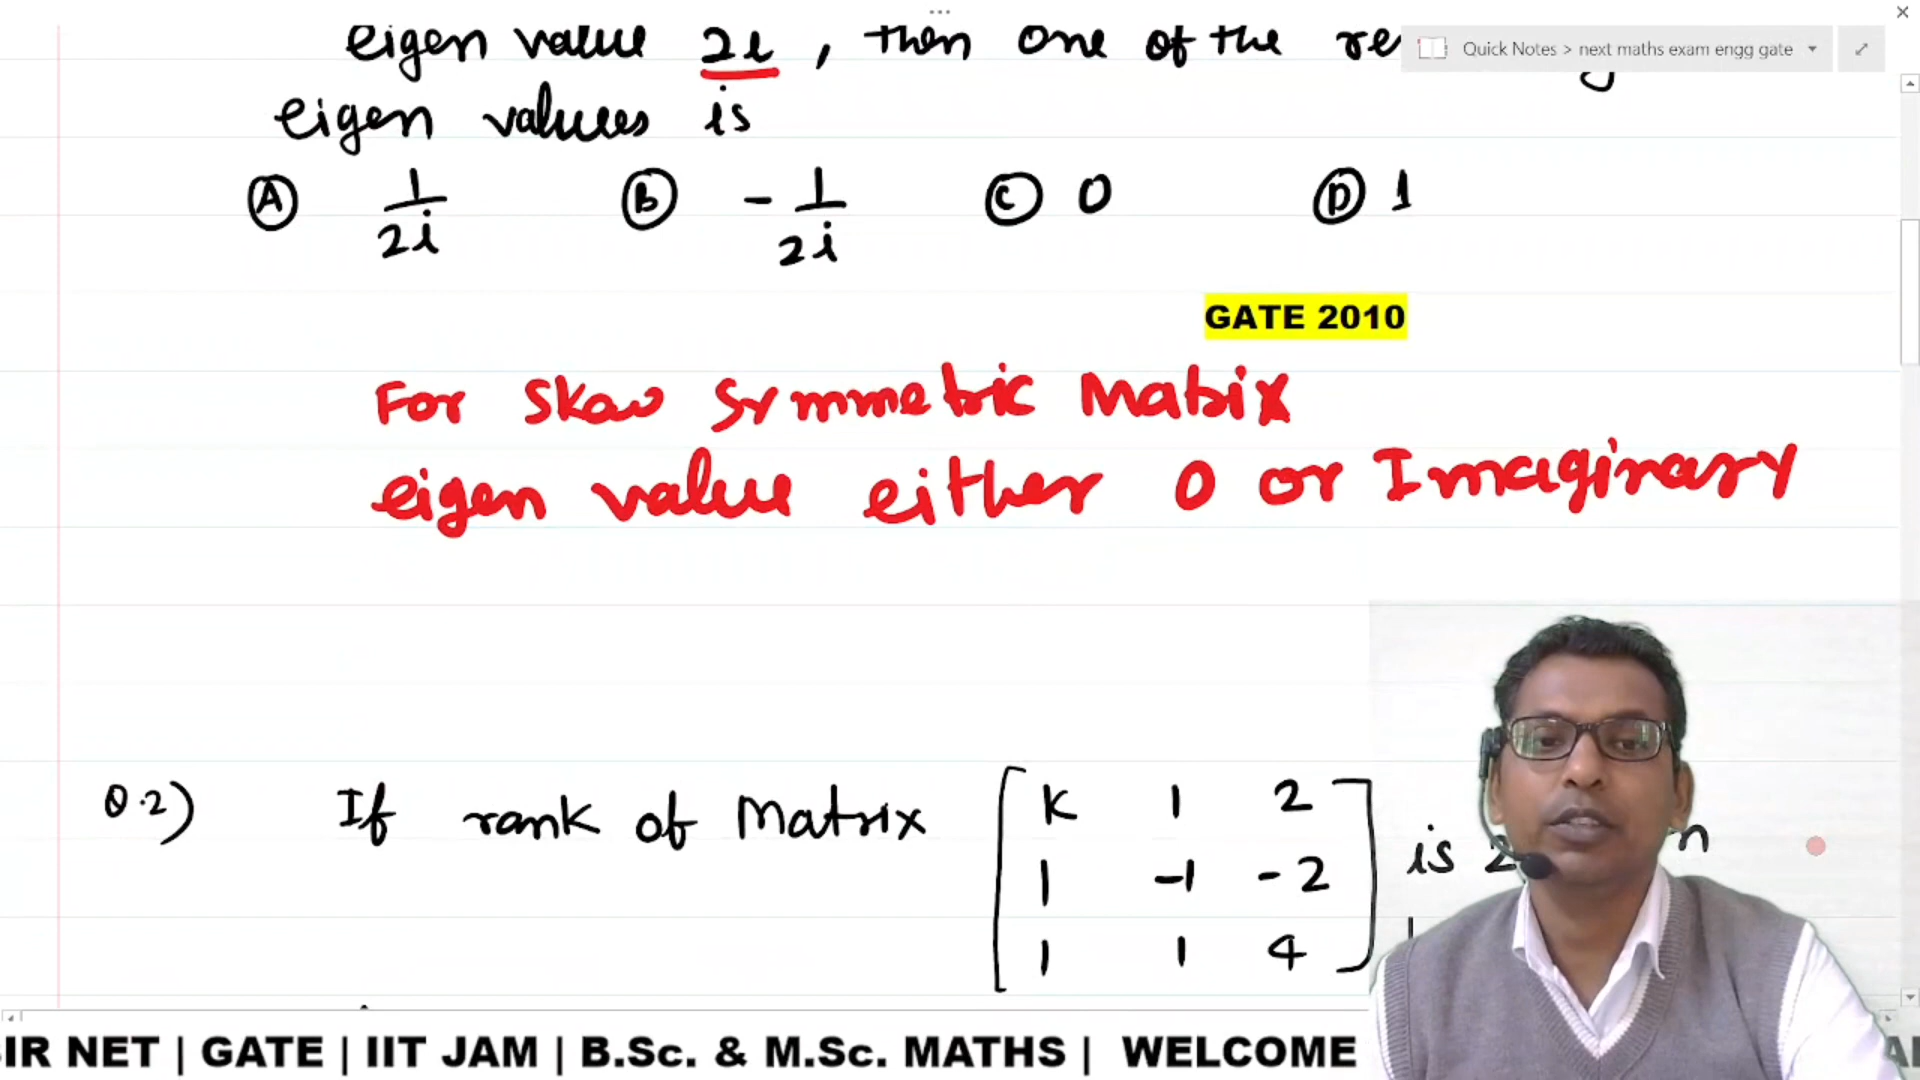 eigen value 2i, then one of the
eigen values is
Ⓐ 1/2i Ⓑ -1/2i Ⓒ 0 Ⓓ 1
Quick Notes > next maths exam engg gate
GATE 2010
For Skew Symmetric Matrix
eigen value either 0 or Imaginary
Q.2) If rank of Matrix [K 1 2
1 -1 -2
1 1 4] is 2
IR NET | GATE | IIT JAM | B.Sc. & M.Sc. MATHS | WELCOME